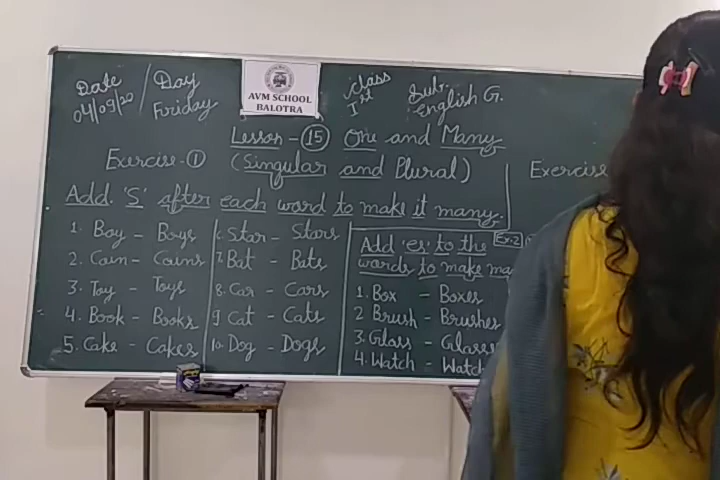 Date / Day
04/09/20 Friday
AVM SCHOOL
BALOTRA
class
Ist
Sub.
English G.
Lesson - 15 One and Many
Exercise - 1 (Singular and Plural)
Add 'S' after each word to make it many.
1. Boy - Boys
2. Coin - Coins
3. Toy - Toys
4. Book - Books
5. Cake - Cakes
6. Star - Stars
7. Bat - Bats
8. Car - Cars
9. Cat - Cats
10. Dog - Dogs
Exercise
Add 'es' to the Ex.2
words to make ma
1. Box - Boxes
2 Brush - Brushes
3. Glass - Glasses
4. Watch - Watch